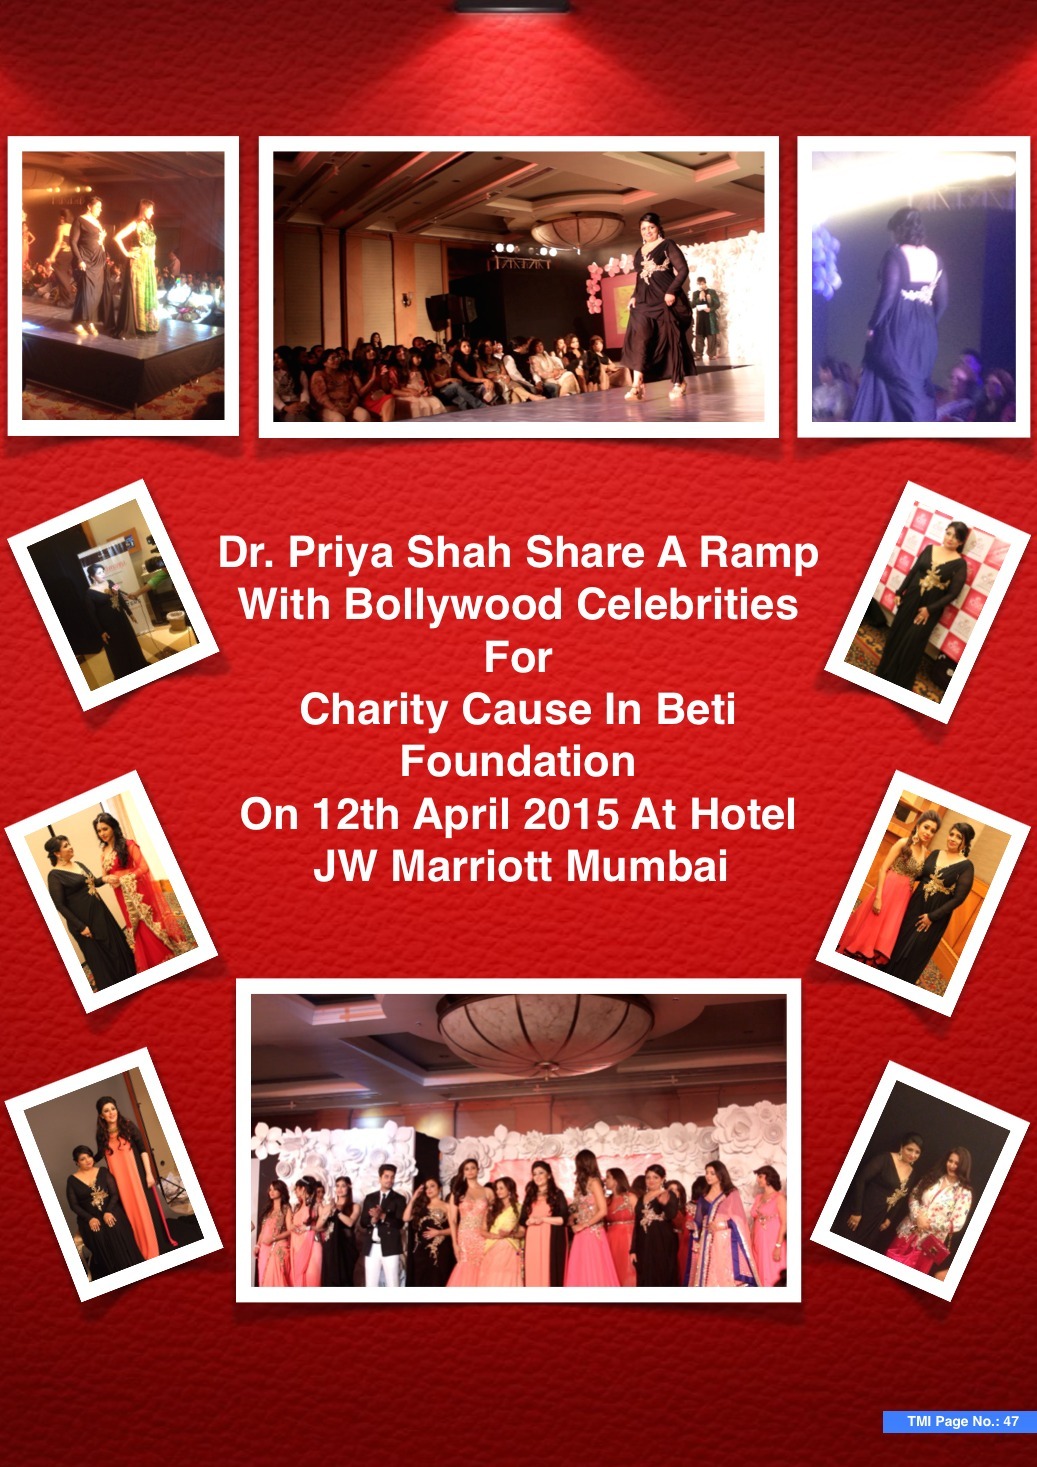 Dr. Priya Shah Share A Ramp
With Bollywood Celebrities
For
Charity Cause In Beti
Foundation
On 12th April 2015 At Hotel
JW Marriott Mumbai
TMI Page No.: 47